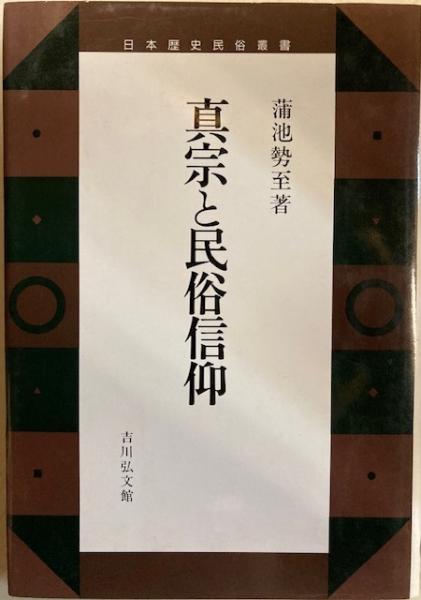 日本歴史民俗叢書
蒲池勢至著
真宗と民俗信仰
吉川弘文館